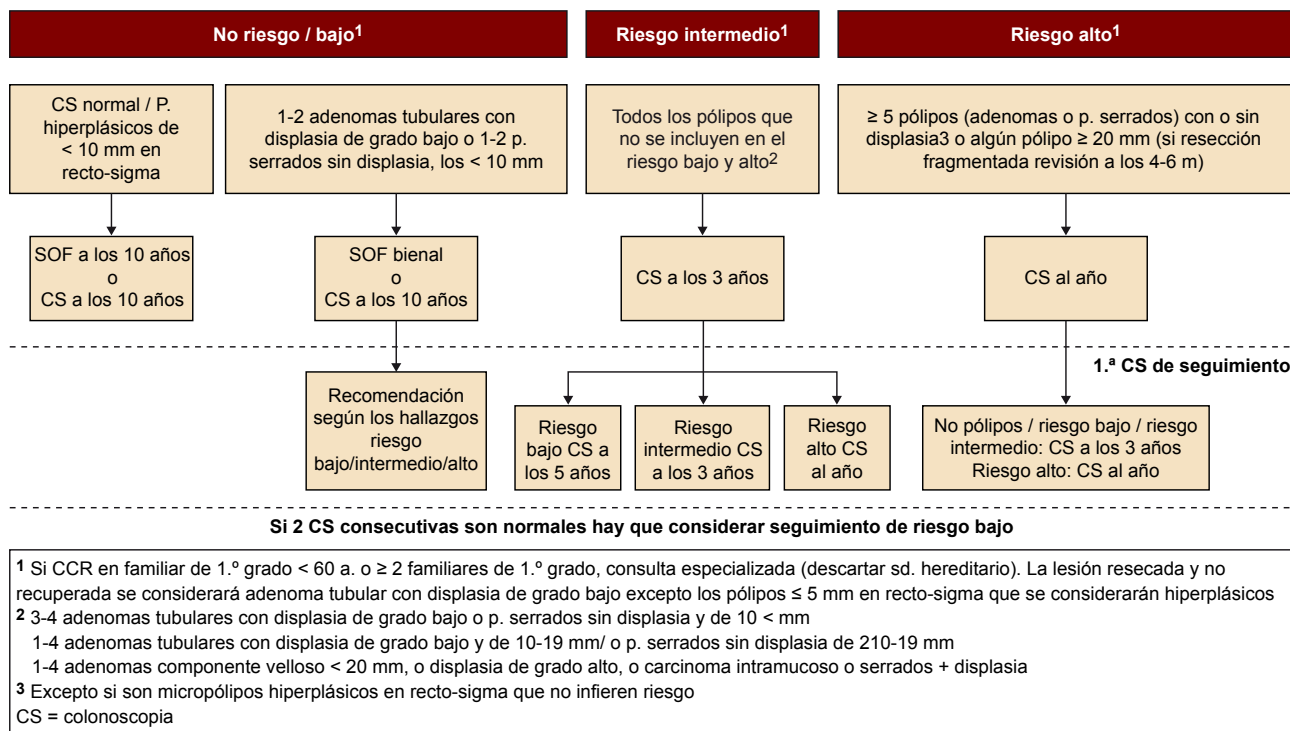 No riesgo / bajo1
Riesgo intermedio1
Riesgo alto1
CS normal / P.
hiperplásicos de
< 10 mm en
recto-sigma
1-2 adenomas tubulares con
displasia de grado bajo o 1-2 p.
serrados sin displasia, los < 10 mm
Todos los pólipos que
no se incluyen en el
riesgo bajo y alto2
≥ 5 pólipos (adenomas o p. serrados) con o sin
displasia3 o algún pólipo ≥ 20 mm (si resección
fragmentada revisión a los 4-6 m)
SOF a los 10 años
o
CS a los 10 años
SOF bienal
o
CS a los 10 años
CS a los 3 años
CS al año
1.ª CS de seguimiento
Recomendación
según los hallazgos
riesgo
bajo/intermedio/alto
Riesgo
bajo CS a
los 5 años
Riesgo
intermedio CS
a los 3 años
Riesgo
alto CS
al año
No pólipos / riesgo bajo / riesgo
intermedio: CS a los 3 años
Riesgo alto: CS al año
Si 2 CS consecutivas son normales hay que considerar seguimiento de riesgo bajo
1 Si CCR en familiar de 1.º grado < 60 a. o ≥ 2 familiares de 1.º grado, consulta especializada (descartar sd. hereditario). La lesión resecada y no
recuperada se considerará adenoma tubular con displasia de grado bajo excepto los pólipos ≤ 5 mm en recto-sigma que se considerarán hiperplásicos
2 3-4 adenomas tubulares con displasia de grado bajo o p. serrados sin displasia y de 10 < mm
1-4 adenomas tubulares con displasia de grado bajo y de 10-19 mm/ o p. serrados sin displasia de 210-19 mm
1-4 adenomas componente velloso < 20 mm, o displasia de grado alto, o carcinoma intramucoso o serrados + displasia
3 Excepto si son micropólipos hiperplásicos en recto-sigma que no infieren riesgo
CS = colonoscopia